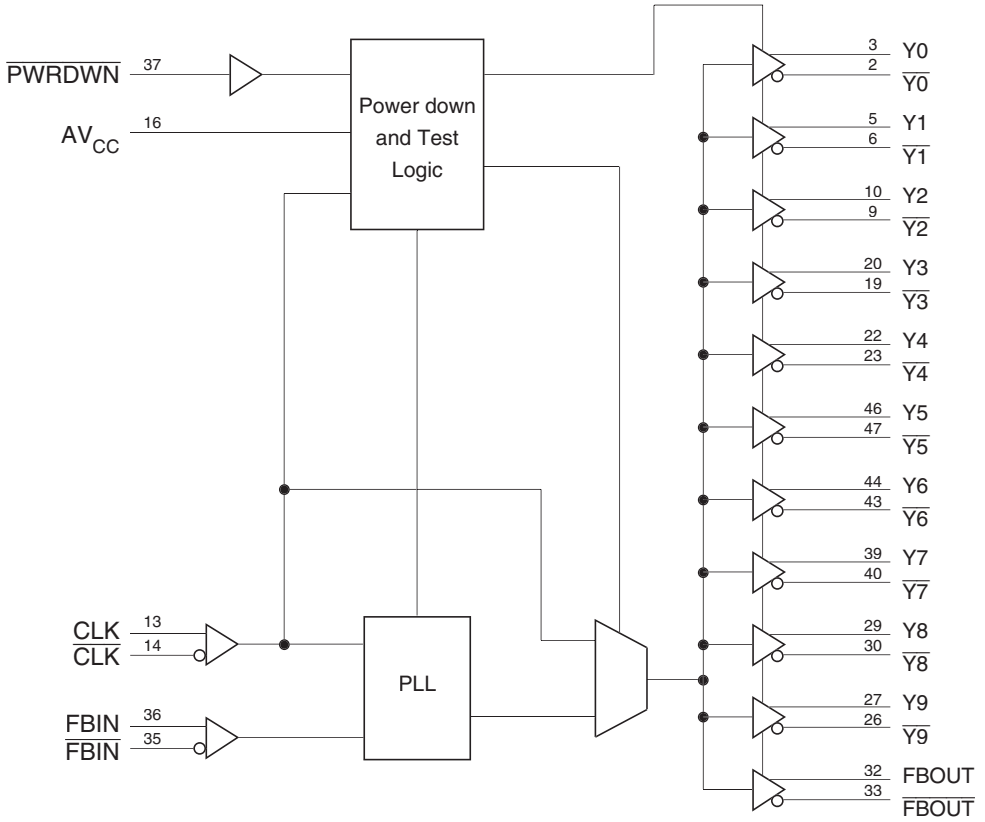 PWRDWN 37
AVCC 16
Power down
and Test
Logic
CLK 13
CLK 14
FBIN 36
FBIN 35
PLL
3 Y0
2 Y0
5 Y1
6 Y1
10 Y2
9 Y2
20 Y3
19 Y3
22 Y4
23 Y4
46 Y5
47 Y5
44 Y6
43 Y6
39 Y7
40 Y7
29 Y8
30 Y8
27 Y9
26 Y9
32 FBOUT
33 FBOUT